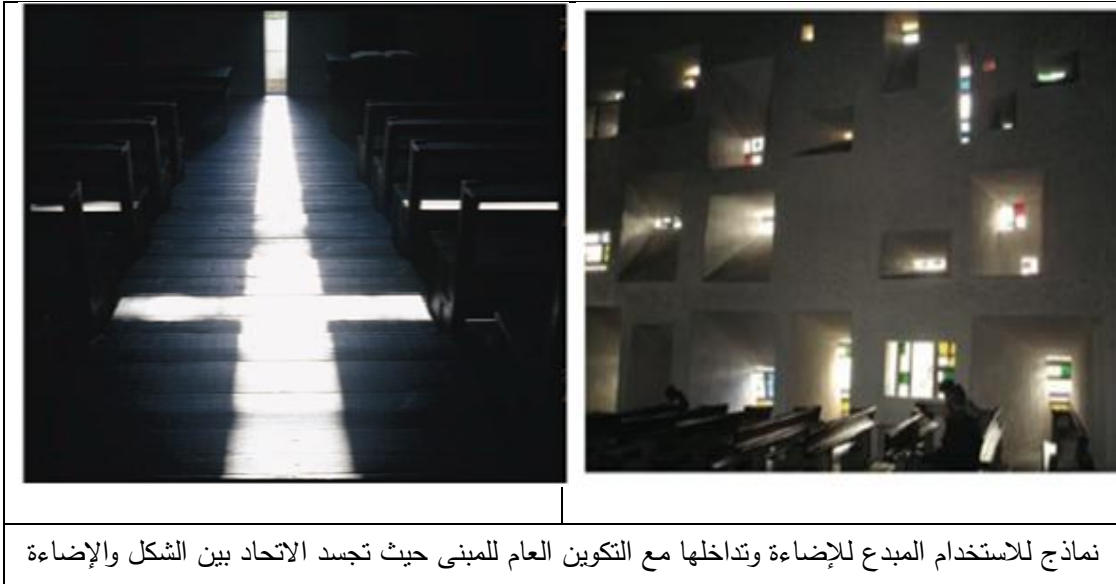 نماذج للاستخدام المبدع للإضاءة وتداخلها مع التكوين العام للمبنى حيث تجسد الاتحاد بين الشكل والإضاءة